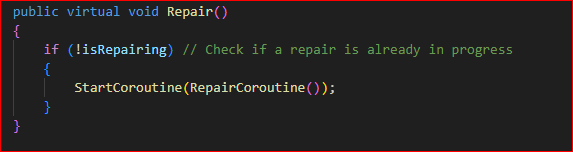 public virtual void Repair()
{
    if (!isRepairing) // Check if a repair is already in progress
    {
        StartCoroutine(RepairCoroutine());
    }
}